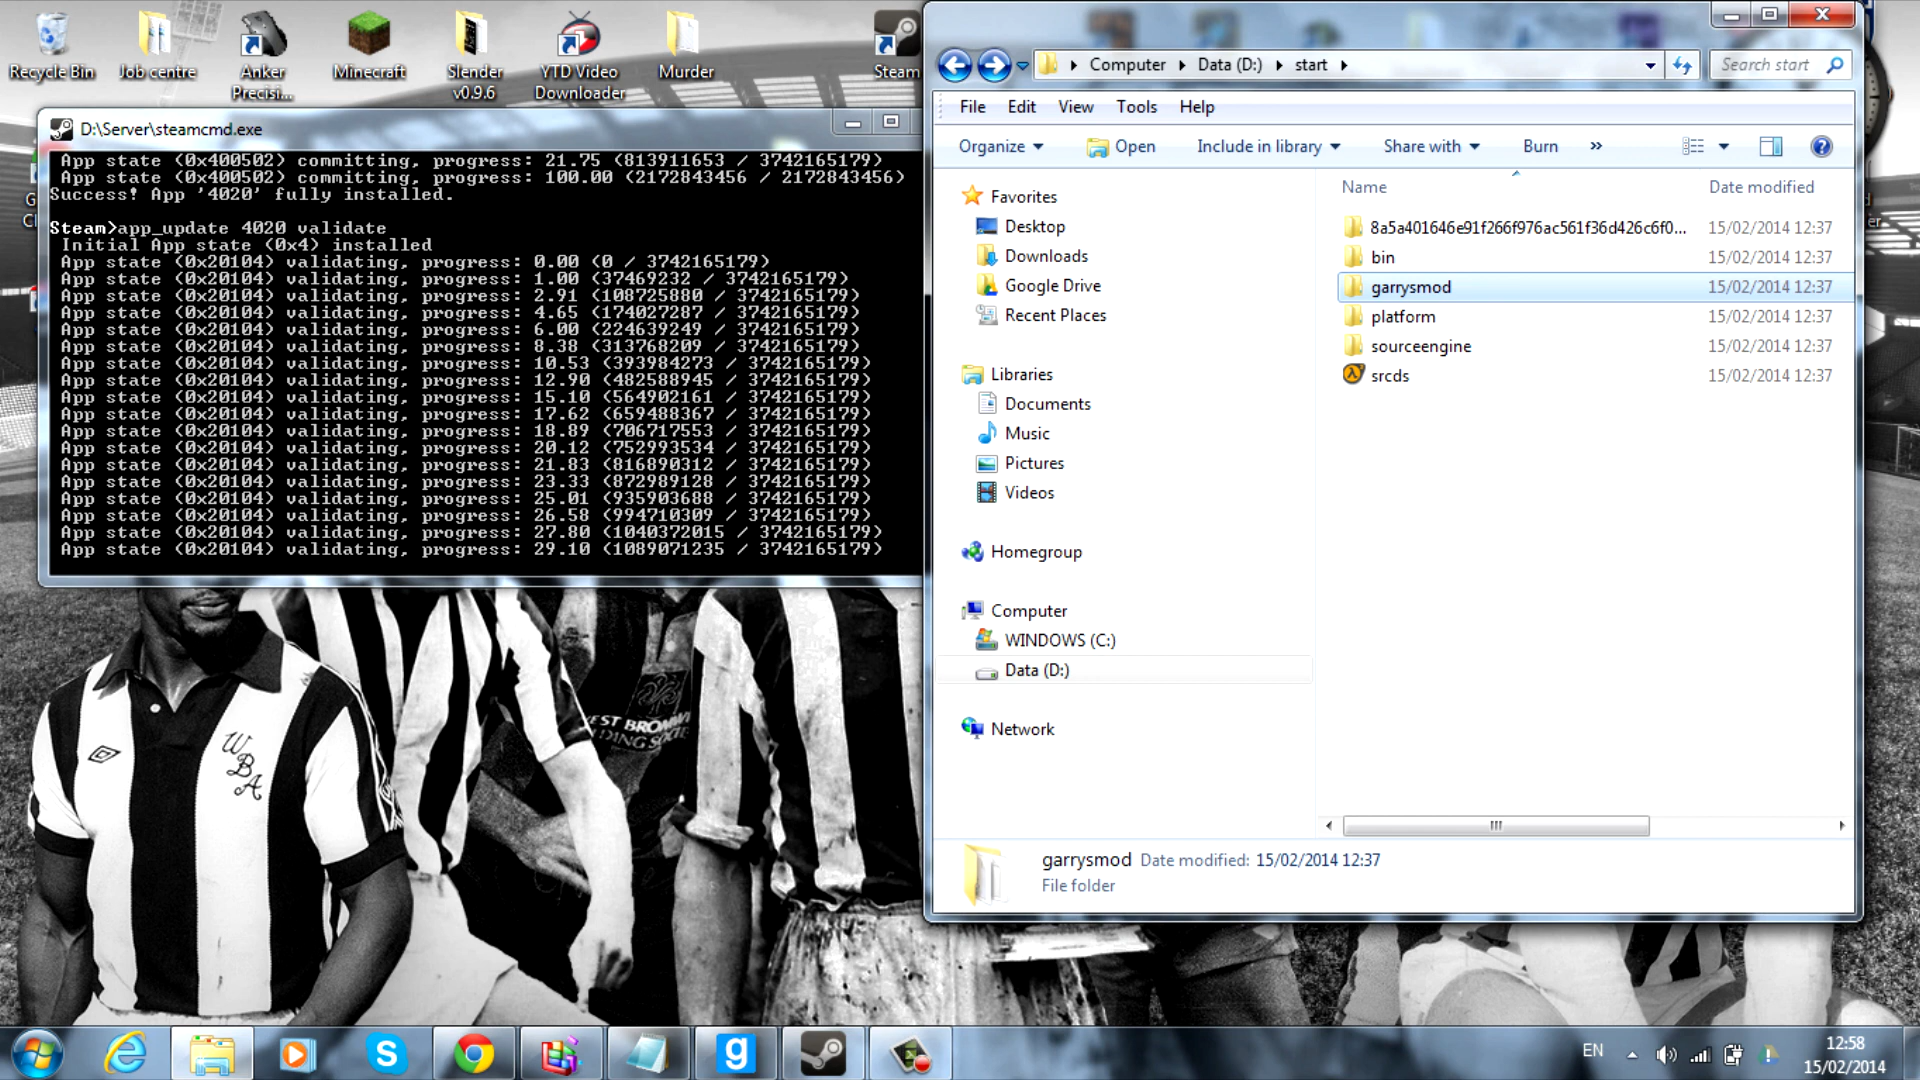 Recycle Bin
Job centre
Anker
Precisi...
Minecraft
Slender
v0.9.6
YTD Video
Downloader
Murder
Steam
D:\Server\steamcmd.exe
App state (0x400502) committing, progress: 21.75 (813911653 / 3742165179)
App state (0x400502) committing, progress: 100.00 (2172843456 / 2172843456)
Success! App '4020' fully installed.
Steam>app_update 4020 validate
Initial App state (0x4) installed
App state (0x20104) validating, progress: 0.00 (0 / 3742165179)
App state (0x20104) validating, progress: 1.00 (37469232 / 3742165179)
App state (0x20104) validating, progress: 2.91 (108725880 / 3742165179)
App state (0x20104) validating, progress: 4.65 (174027287 / 3742165179)
App state (0x20104) validating, progress: 6.00 (224639249 / 3742165179)
App state (0x20104) validating, progress: 8.38 (313768209 / 3742165179)
App state (0x20104) validating, progress: 10.53 (393984273 / 3742165179)
App state (0x20104) validating, progress: 12.90 (482588945 / 3742165179)
App state (0x20104) validating, progress: 15.10 (564902161 / 3742165179)
App state (0x20104) validating, progress: 17.62 (659488367 / 3742165179)
App state (0x20104) validating, progress: 18.89 (706717553 / 3742165179)
App state (0x20104) validating, progress: 20.12 (752993534 / 3742165179)
App state (0x20104) validating, progress: 21.83 (816890312 / 3742165179)
App state (0x20104) validating, progress: 23.33 (872989128 / 3742165179)
App state (0x20104) validating, progress: 25.01 (935903688 / 3742165179)
App state (0x20104) validating, progress: 26.58 (994710309 / 3742165179)
App state (0x20104) validating, progress: 27.80 (1040372015 / 3742165179)
App state (0x20104) validating, progress: 29.10 (1089071235 / 3742165179)
Computer Data (D:) start
Search start
File Edit View Tools Help
Organize Open Include in library Share with Burn »
Favorites
Desktop
Downloads
Google Drive
Recent Places
Libraries
Documents
Music
Pictures
Videos
Homegroup
Computer
WINDOWS (C:)
Data (D:)
Network
Name Date modified
8a5a401646e91f266f976ac561f36d426c6f0... 15/02/2014 12:37
bin 15/02/2014 12:37
garrysmod 15/02/2014 12:37
platform 15/02/2014 12:37
sourceengine 15/02/2014 12:37
srcds 15/02/2014 12:37
garrysmod Date modified: 15/02/2014 12:37
File folder
WBA
EST BROMW
DING SOC
EN
12:58
15/02/2014